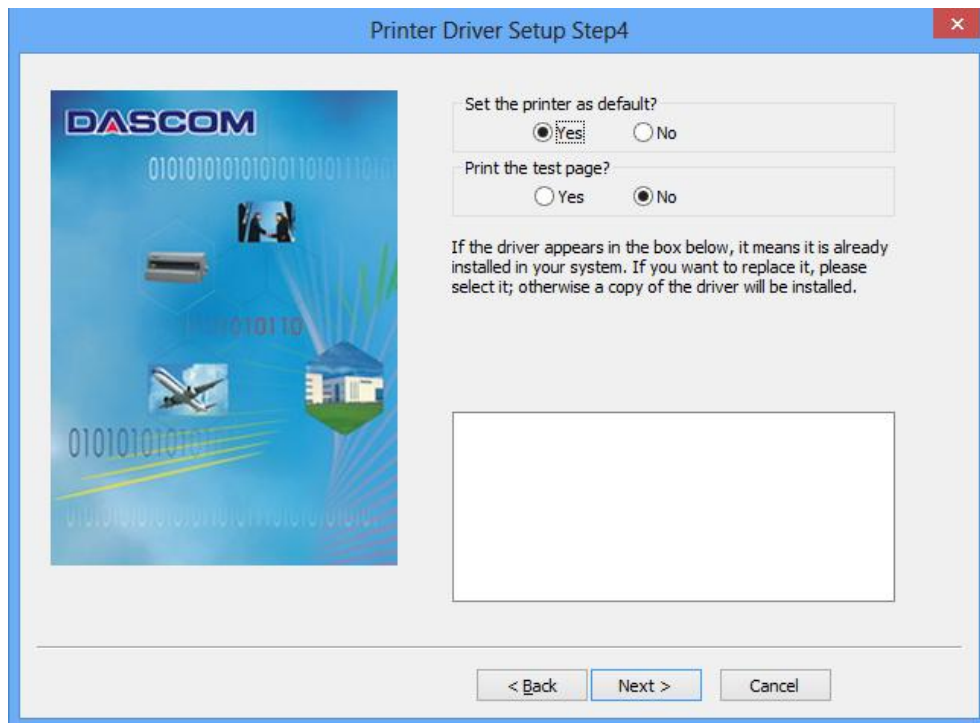 Printer Driver Setup Step4
DASCOM
Set the printer as default?
Yes No
Print the test page?
Yes No
If the driver appears in the box below, it means it is already
installed in your system. If you want to replace it, please
select it; otherwise a copy of the driver will be installed.
< Back Next > Cancel